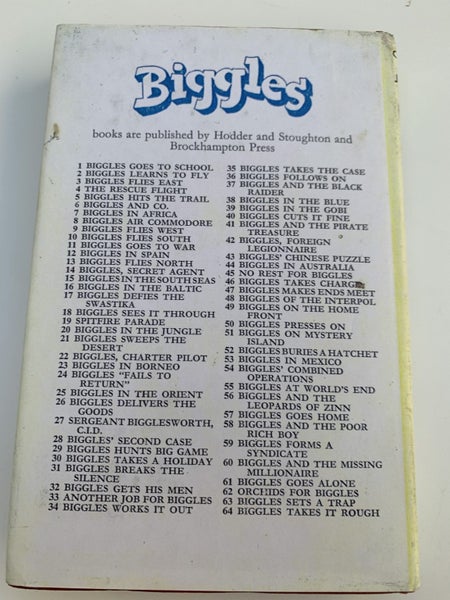 Biggles
books are published by Hodder and Stoughton and
Brockhampton Press
1 BIGGLES GOES TO SCHOOL
2 BIGGLES LEARNS TO FLY
3 BIGGLES FLIES EAST
4 THE RESCUE FLIGHT
5 BIGGLES HITS THE TRAIL
6 BIGGLES AND CO.
7 BIGGLES IN AFRICA
8 BIGGLES AIR COMMODORE
9 BIGGLES FLIES WEST
10 BIGGLES FLIES SOUTH
11 BIGGLES GOES TO WAR
12 BIGGLES IN SPAIN
13 BIGGLES FLIES NORTH
14 BIGGLES, SECRET AGENT
15 BIGGLES IN THE SOUTH SEAS
16 BIGGLES IN THE BALTIC
17 BIGGLES DEFIES THE
SWASTIKA
18 BIGGLES SEES IT THROUGH
19 SPITFIRE PARADE
20 BIGGLES IN THE JUNGLE
21 BIGGLES SWEEPS THE
DESERT
22 BIGGLES, CHARTER PILOT
23 BIGGLES IN BORNEO
24 BIGGLES "FAILS TO
RETURN"
25 BIGGLES IN THE ORIENT
26 BIGGLES DELIVERS THE
GOODS
27 SERGEANT BIGGLESWORTH,
C.I.D.
28 BIGGLES' SECOND CASE
29 BIGGLES HUNTS BIG GAME
30 BIGGLES TAKES A HOLIDAY
31 BIGGLES BREAKS THE
SILENCE
32 BIGGLES GETS HIS MEN
33 ANOTHER JOB FOR BIGGLES
34 BIGGLES WORKS IT OUT
35 BIGGLES TAKES THE CASE
36 BIGGLES FOLLOWS ON
37 BIGGLES AND THE BLACK
RAIDER
38 BIGGLES IN THE BLUE
39 BIGGLES IN THE GOBI
40 BIGGLES CUTS IT FINE
41 BIGGLES AND THE PIRATE
TREASURE
42 BIGGLES, FOREIGN
LEGIONNAIRE
43 BIGGLES' CHINESE PUZZLE
44 BIGGLES IN AUSTRALIA
45 NO REST FOR BIGGLES
46 BIGGLES TAKES CHARGE
47 BIGGLES MAKES ENDS MEET
48 BIGGLES OF THE INTERPOL
49 BIGGLES ON THE HOME
FRONT
50 BIGGLES PRESSES ON
51 BIGGLES ON MYSTERY
ISLAND
52 BIGGLES BURIES A HATCHET
53 BIGGLES IN MEXICO
54 BIGGLES' COMBINED
OPERATIONS
55 BIGGLES AT WORLD'S END
56 BIGGLES AND THE
LEOPARDS OF ZINN
57 BIGGLES GOES HOME
58 BIGGLES AND THE POOR
RICH BOY
59 BIGGLES FORMS A
SYNDICATE
60 BIGGLES AND THE MISSING
MILLIONAIRE
61 BIGGLES GOES ALONE
62 ORCHIDS FOR BIGGLES
63 BIGGLES SETS A TRAP
64 BIGGLES TAKES IT ROUGH